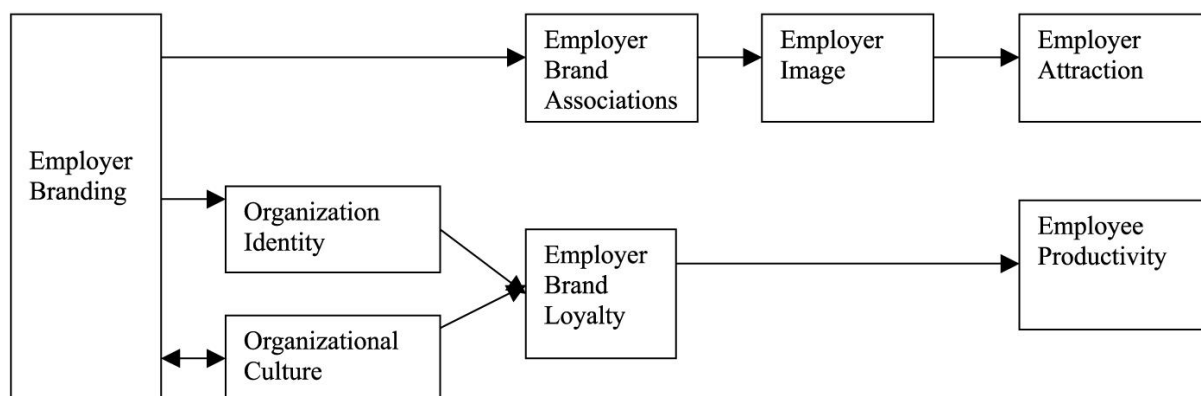 Employer
Branding
Employer
Brand
Associations
Employer
Image
Employer
Attraction
Organization
Identity
Organizational
Culture
Employer
Brand
Loyalty
Employee
Productivity